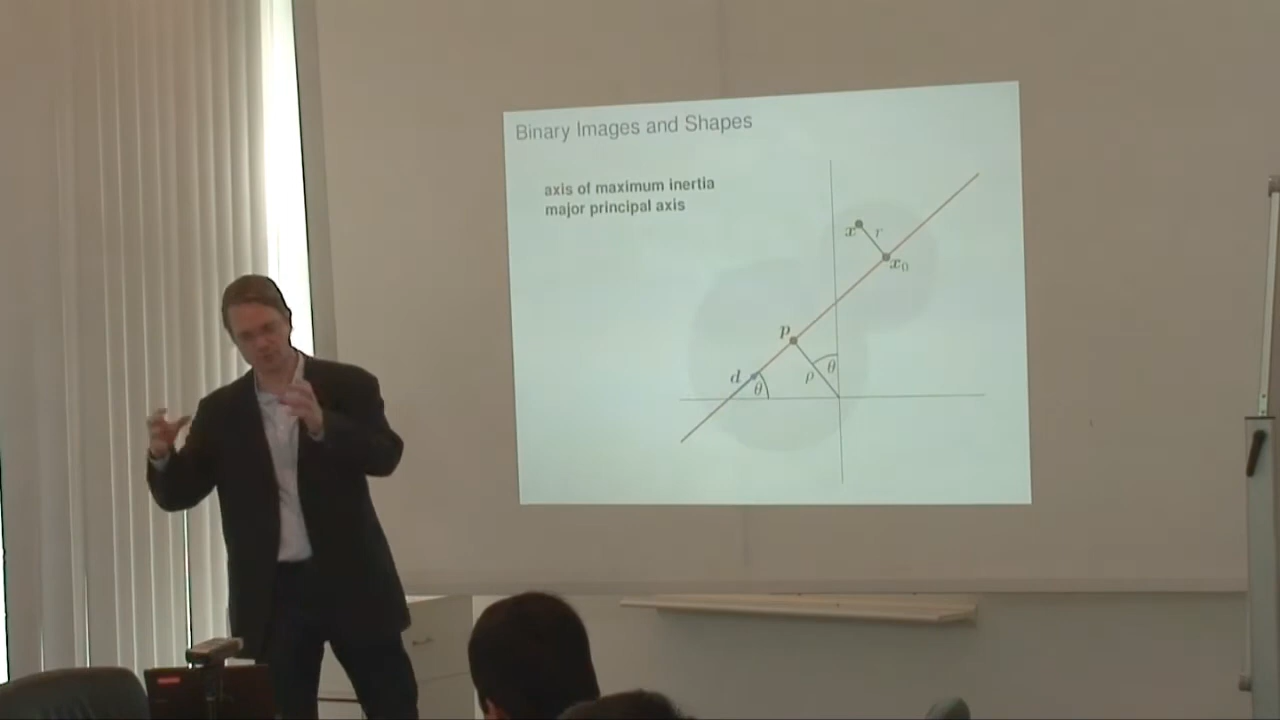 Binary Images and Shapes
axis of maximum inertia
major principal axis
x r
x₀
p
d θ ρ θ